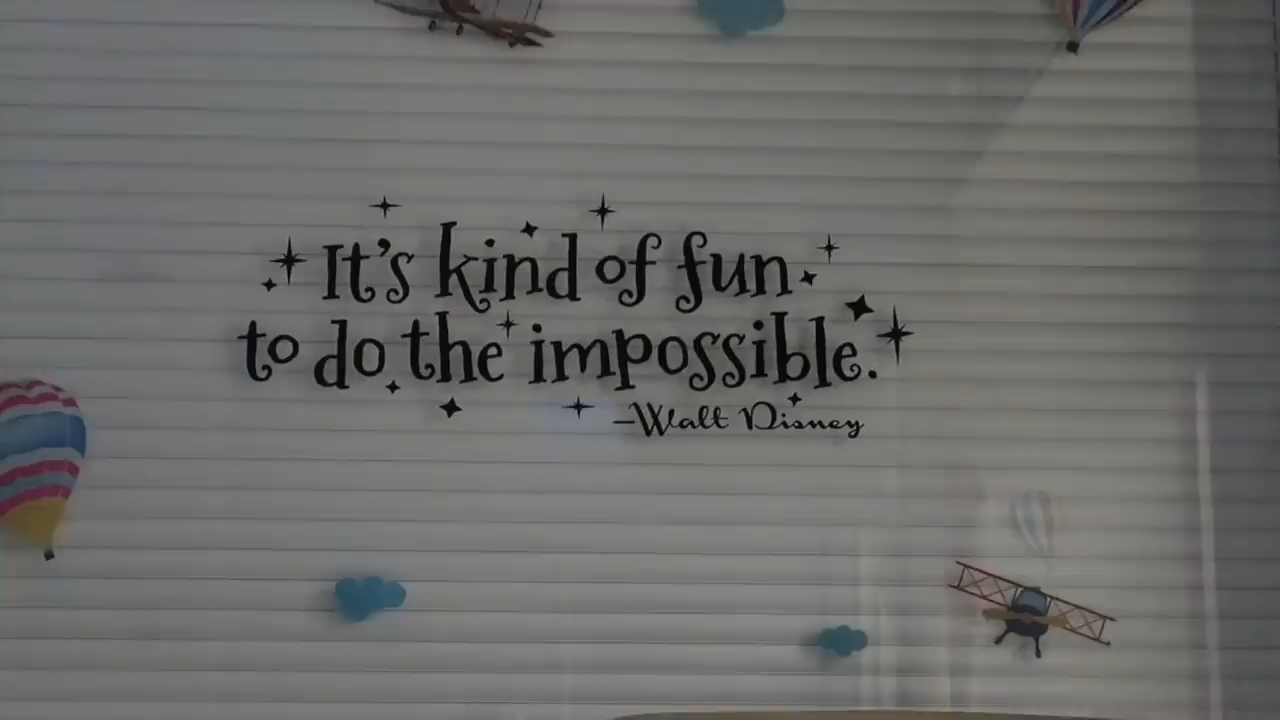 It's kind of fun
to do the impossible.
–Walt Disney